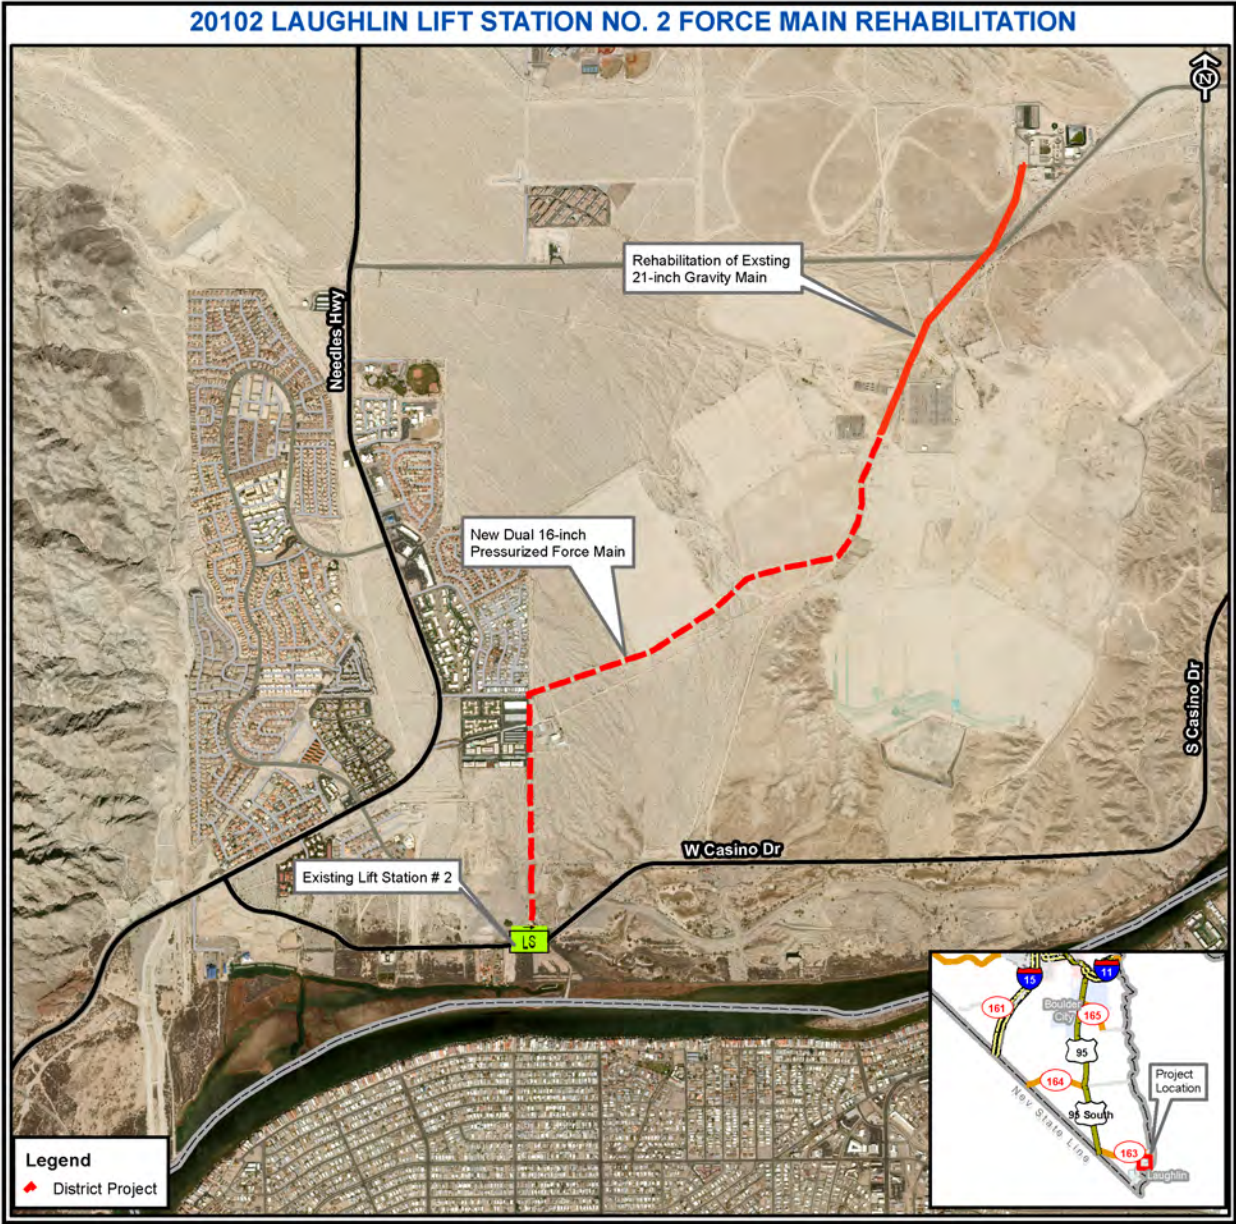 20102 LAUGHLIN LIFT STATION NO. 2 FORCE MAIN REHABILITATION
N
Rehabilitation of Exsting
21-inch Gravity Main
Needles Hwy
New Dual 16-inch
Pressurized Force Main
S Casino Dr
W Casino Dr
Existing Lift Station # 2
LS
15
11
161
Boulder
City
165
95
164
Project
Location
95 South
Nev State Line
163
Laughlin
Legend
District Project